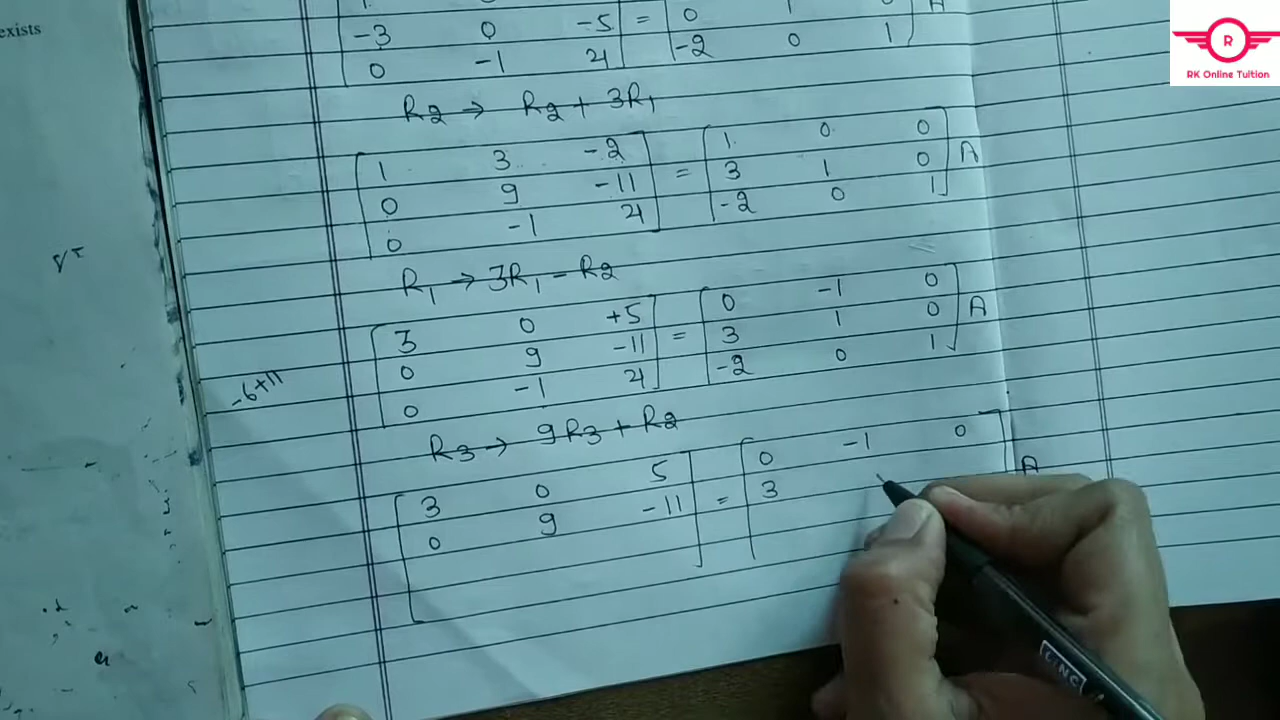 exists
R
RK Online Tuition
-3 0 -5 = 0 1 0 A
0 -1 4 -2 0 1
R2 → R2 + 3R1
1 3 -2 1 0 0
0 9 -11 = 3 1 0 A
0 -1 4 -2 0 1
R1 → 3R1 - R2
3 0 +5 0 -1 0
0 9 -11 = 3 1 0 A
0 -1 4 -2 0 1
-6+11
R3 → 9R3 + R2
3 0 5 0 -1 0
0 9 -11 = 3 A